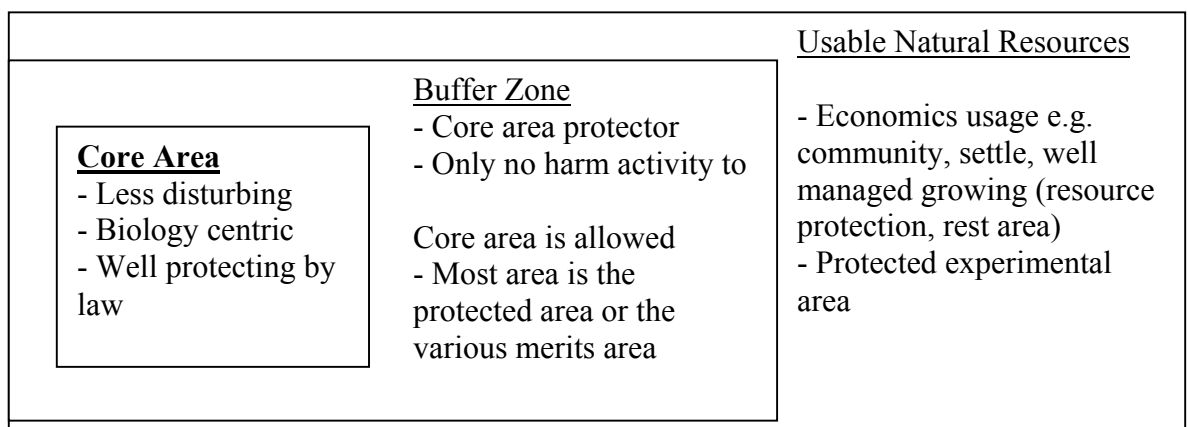 Core Area
- Less disturbing
- Biology centric
- Well protecting by
law
Buffer Zone
- Core area protector
- Only no harm activity to
Core area is allowed
- Most area is the
protected area or the
various merits area
Usable Natural Resources
- Economics usage e.g.
community, settle, well
managed growing (resource
protection, rest area)
- Protected experimental
area